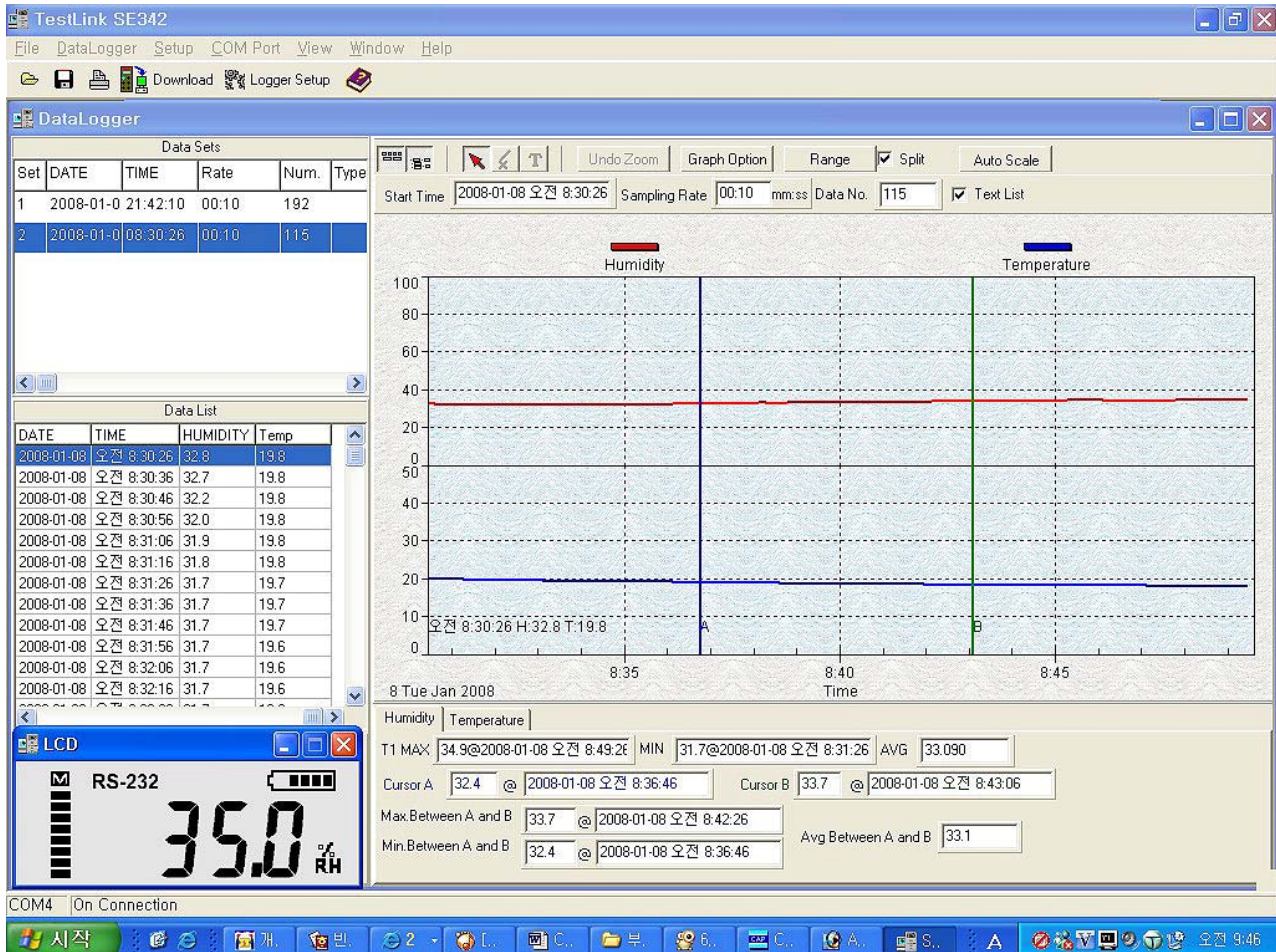 TestLink SE342
File DataLogger Setup COM Port View Window Help
Download Logger Setup
DataLogger
Data Sets
Set DATE TIME Rate Num. Type
1 2008-01-0 21:42:10 00:10 192
2 2008-01-0 08:30:26 00:10 115
Data List
DATE TIME HUMIDITY Temp
2008-01-08 오전 8:30:26 32.8 19.8
2008-01-08 오전 8:30:36 32.7 19.8
2008-01-08 오전 8:30:46 32.2 19.8
2008-01-08 오전 8:30:56 32.0 19.8
2008-01-08 오전 8:31:06 31.9 19.8
2008-01-08 오전 8:31:16 31.8 19.8
2008-01-08 오전 8:31:26 31.7 19.7
2008-01-08 오전 8:31:36 31.7 19.7
2008-01-08 오전 8:31:46 31.7 19.7
2008-01-08 오전 8:31:56 31.7 19.6
2008-01-08 오전 8:32:06 31.7 19.6
2008-01-08 오전 8:32:16 31.7 19.6
LCD
M RS-232
35.0 % RH
T Undo Zoom Graph Option Range Split Auto Scale
Start Time 2008-01-08 오전 8:30:26 Sampling Rate 00:10 mm:ss Data No. 115 Text List
Humidity Temperature
100
80
60
40
20
0
50
40
30
20
10
0
오전 8:30:26 H:32.8 T:19.8 A B
8:35 8:40 8:45
8 Tue Jan 2008 Time
Humidity Temperature
T1 MAX 34.9@2008-01-08 오전 8:49:26 MIN 31.7@2008-01-08 오전 8:31:26 AVG 33.090
Cursor A 32.4 @ 2008-01-08 오전 8:36:46 Cursor B 33.7 @ 2008-01-08 오전 8:43:06
Max.Between A and B 33.7 @ 2008-01-08 오전 8:42:26
Min.Between A and B 32.4 @ 2008-01-08 오전 8:36:46
Avg Between A and B 33.1
COM4 On Connection
시작 개.. 빈.. 2 [.. C.. 부.. 6.. C.. A.. S.. A 오전 9:46